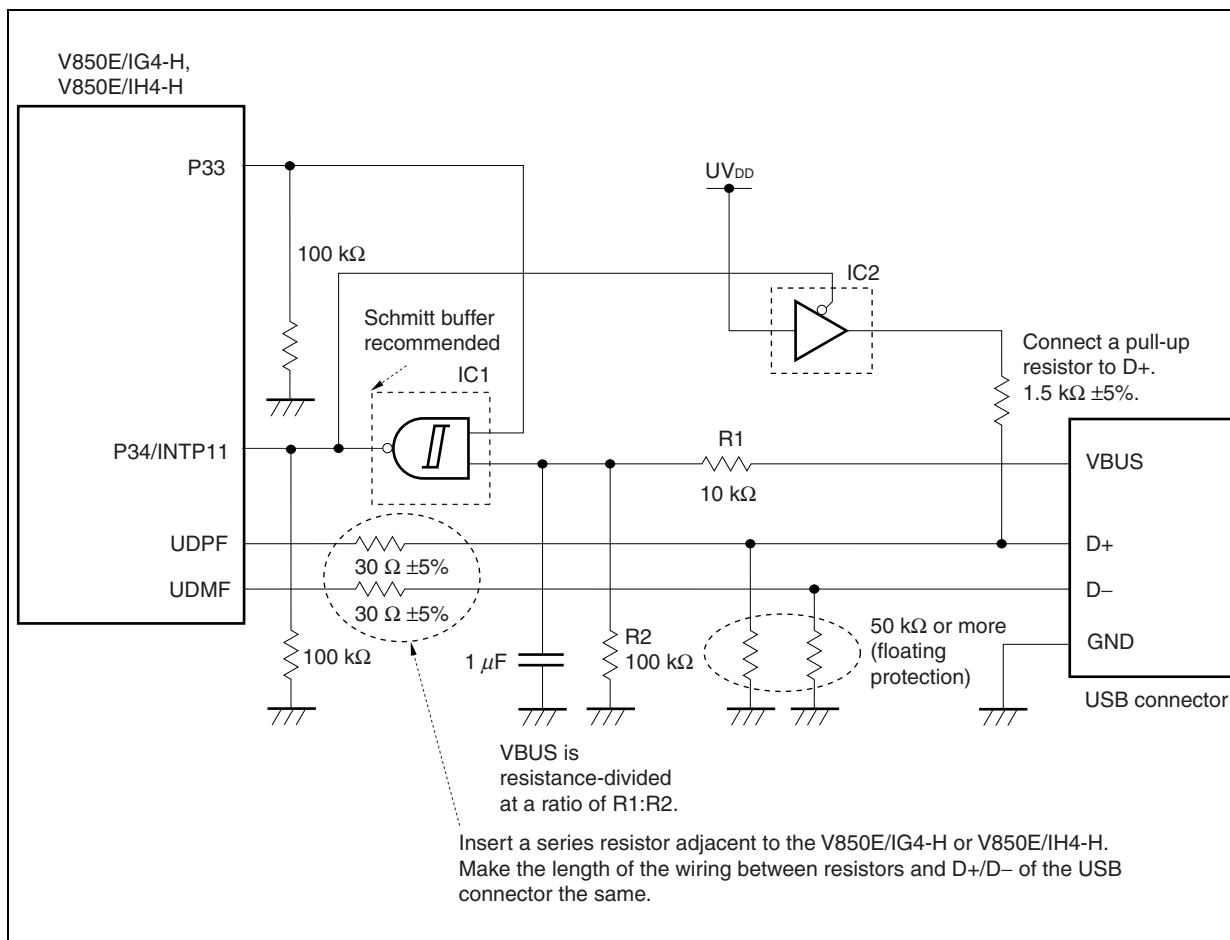 V850E/IG4-H,
V850E/IH4-H
P33
UVDD
100 kΩ
IC2
Schmitt buffer
recommended
IC1
Connect a pull-up
resistor to D+.
1.5 kΩ ±5%.
P34/INTP11
R1
10 kΩ
VBUS
UDPF
30 Ω ±5%
D+
UDMF
30 Ω ±5%
D−
100 kΩ
1 μF
R2
100 kΩ
50 kΩ or more
(floating
protection)
GND
USB connector
VBUS is
resistance-divided
at a ratio of R1:R2.
Insert a series resistor adjacent to the V850E/IG4-H or V850E/IH4-H.
Make the length of the wiring between resistors and D+/D− of the USB
connector the same.